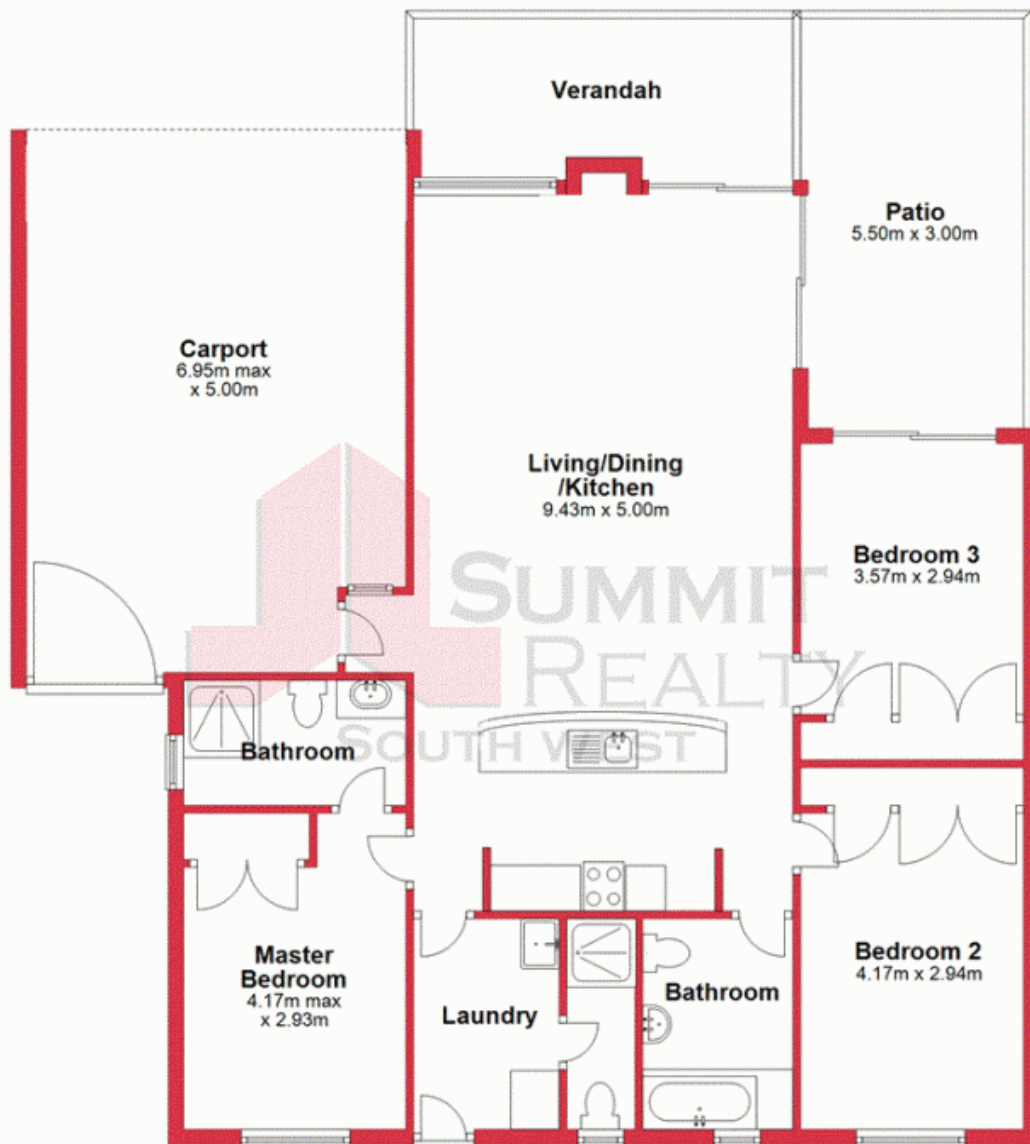 Verandah
Patio
5.50m x 3.00m
Carport
6.95m max
x 5.00m
Living/Dining
/Kitchen
9.43m x 5.00m
Bedroom 3
3.57m x 2.94m
SUMMIT
REALTY
SOUTH WEST
Bathroom
Master
Bedroom
4.17m max
x 2.93m
Laundry
Bathroom
Bedroom 2
4.17m x 2.94m